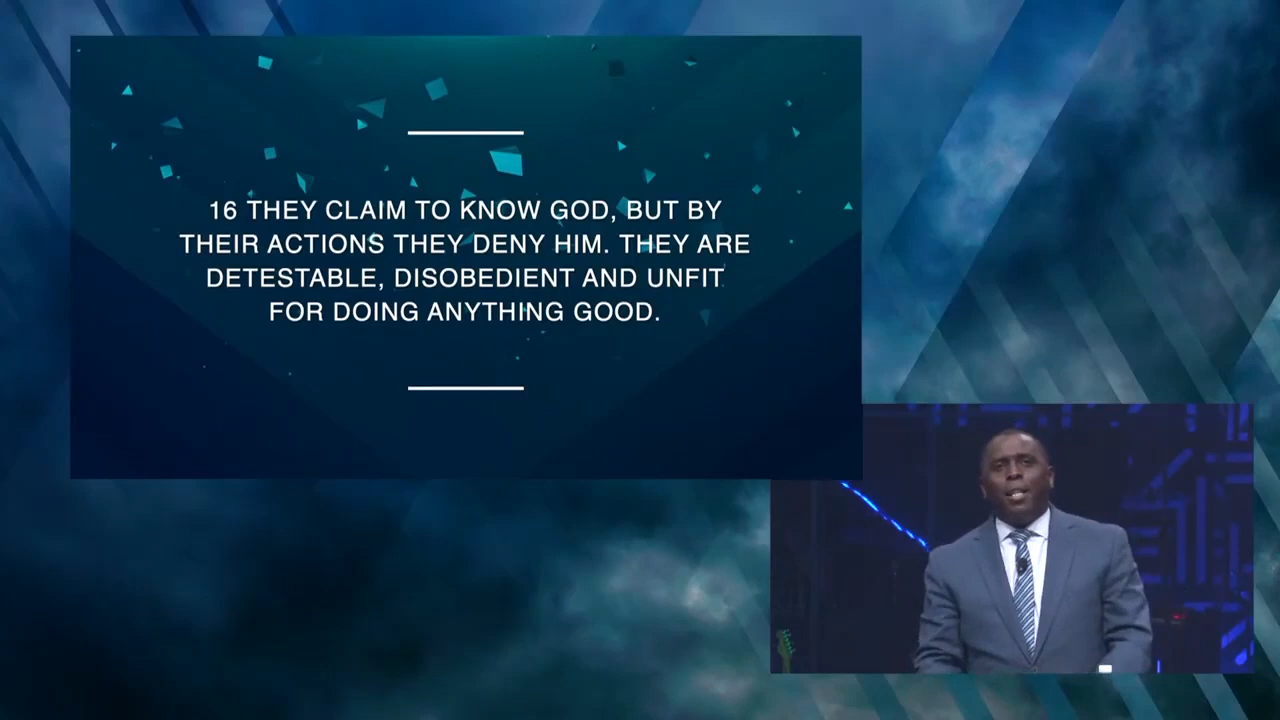 16 THEY CLAIM TO KNOW GOD, BUT BY
THEIR ACTIONS THEY DENY HIM. THEY ARE
DETESTABLE, DISOBEDIENT AND UNFIT
FOR DOING ANYTHING GOOD.